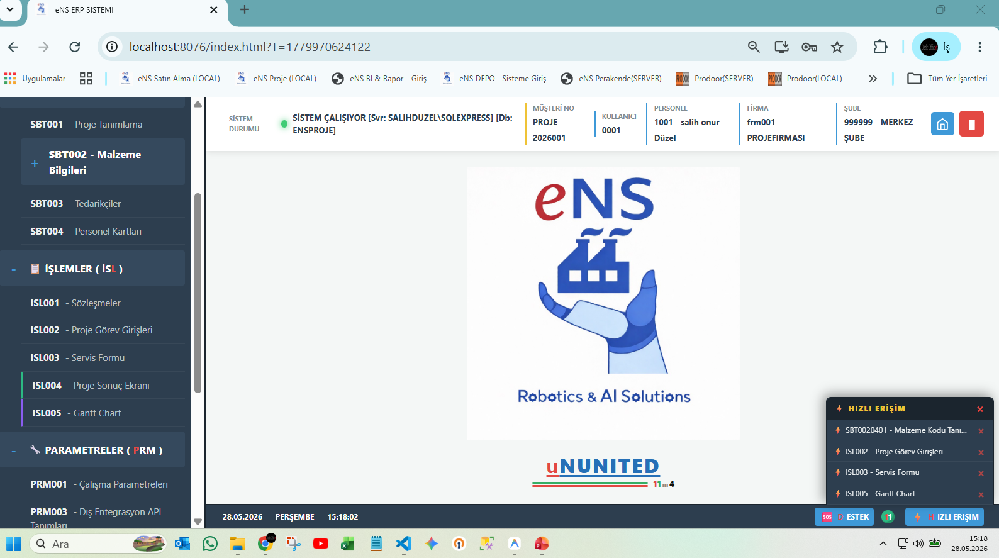 eNS ERP SİSTEMİ
localhost:8076/index.html?T=1779970624122
İş
Uygulamalar
eNS Satın Alma (LOCAL)
eNS Proje (LOCAL)
eNS BI & Rapor – Giriş
eNS DEPO - Sisteme Giriş
eNS Perakende(SERVER)
Prodoor(SERVER)
Prodoor(LOCAL)
Tüm Yer İşaretleri
SBT001 - Proje Tanımlama
+ SBT002 - Malzeme
Bilgileri
SBT003 - Tedarikçiler
SBT004 - Personel Kartları
- İŞLEMLER ( İSL )
ISL001 - Sözleşmeler
ISL002 - Proje Görev Girişleri
ISL003 - Servis Formu
ISL004 - Proje Sonuç Ekranı
ISL005 - Gantt Chart
- PARAMETRELER ( PRM )
PRM001 - Çalışma Parametreleri
PRM003 - Dış Entegrasyon API
Tanımları
SİSTEM
DURUMU
SİSTEM ÇALIŞIYOR [Svr: SALIHDUZEL\SQLEXPRESS] [Db:
ENSPROJE]
MÜŞTERİ NO
PROJE-
2026001
KULLANICI
0001
PERSONEL
1001 - salih onur
Düzel
FİRMA
frm001 -
PROJEFIRMASI
ŞUBE
999999 - MERKEZ
ŞUBE
eNS
Robotics & AI Solutions
uNUNITED
11 in 4
HIZLI ERİŞİM
SBT0020401 - Malzeme Kodu Tanı...
ISL002 - Proje Görev Girişleri
ISL003 - Servis Formu
ISL005 - Gantt Chart
28.05.2026 PERŞEMBE 15:18:02
SOS D ESTEK
11
H IZLI ERİŞİM
Ara
15:18
28.05.2026